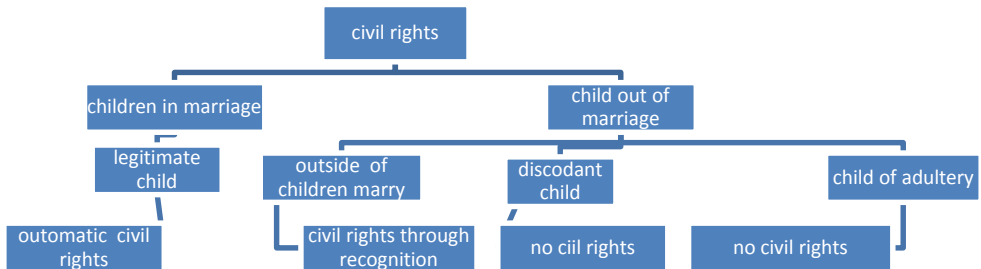 civil rights
children in marriage
child out of
marriage
legitimate
child
outside of
children marry
discodant
child
child of adultery
outomatic civil
rights
civil rights through
recognition
no ciil rights
no civil rights